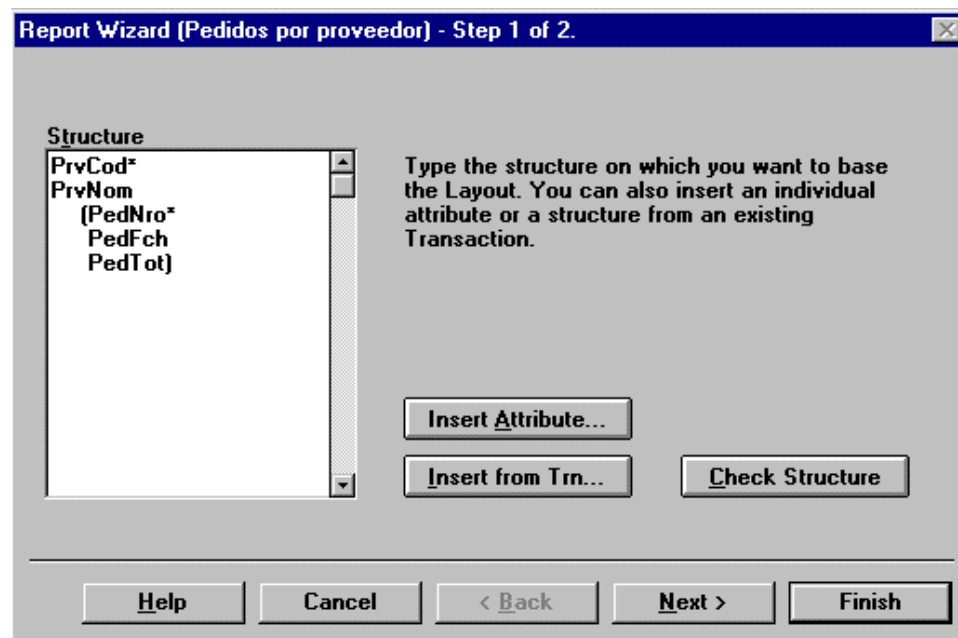 Report Wizard (Pedidos por proveedor) - Step 1 of 2.
Structure
PrvCod*
PrvNom
(PedNro*
PedFch
PedTot)
Type the structure on which you want to base
the Layout. You can also insert an individual
attribute or a structure from an existing
Transaction.
Insert Attribute...
Insert from Trn...
Check Structure
Help
Cancel
< Back
Next >
Finish